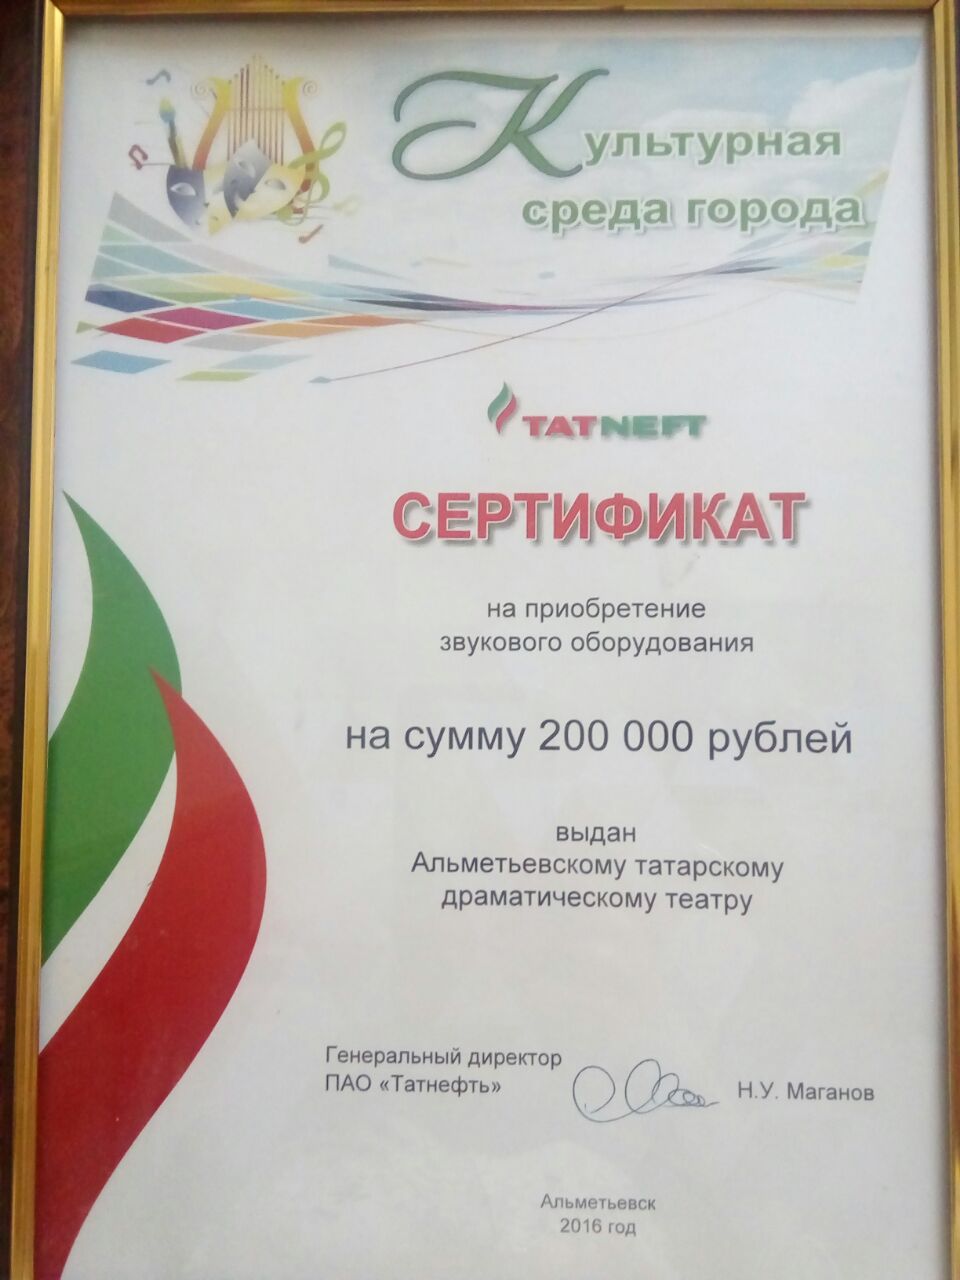 Культурная
среда города
TATNEFT
СЕРТИФИКАТ
на приобретение
звукового оборудования
на сумму 200 000 рублей
выдан
Альметьевскому татарскому
драматическому театру
Генеральный директор
ПАО «Татнефть»
Н.У. Маганов
Альметьевск
2016 год